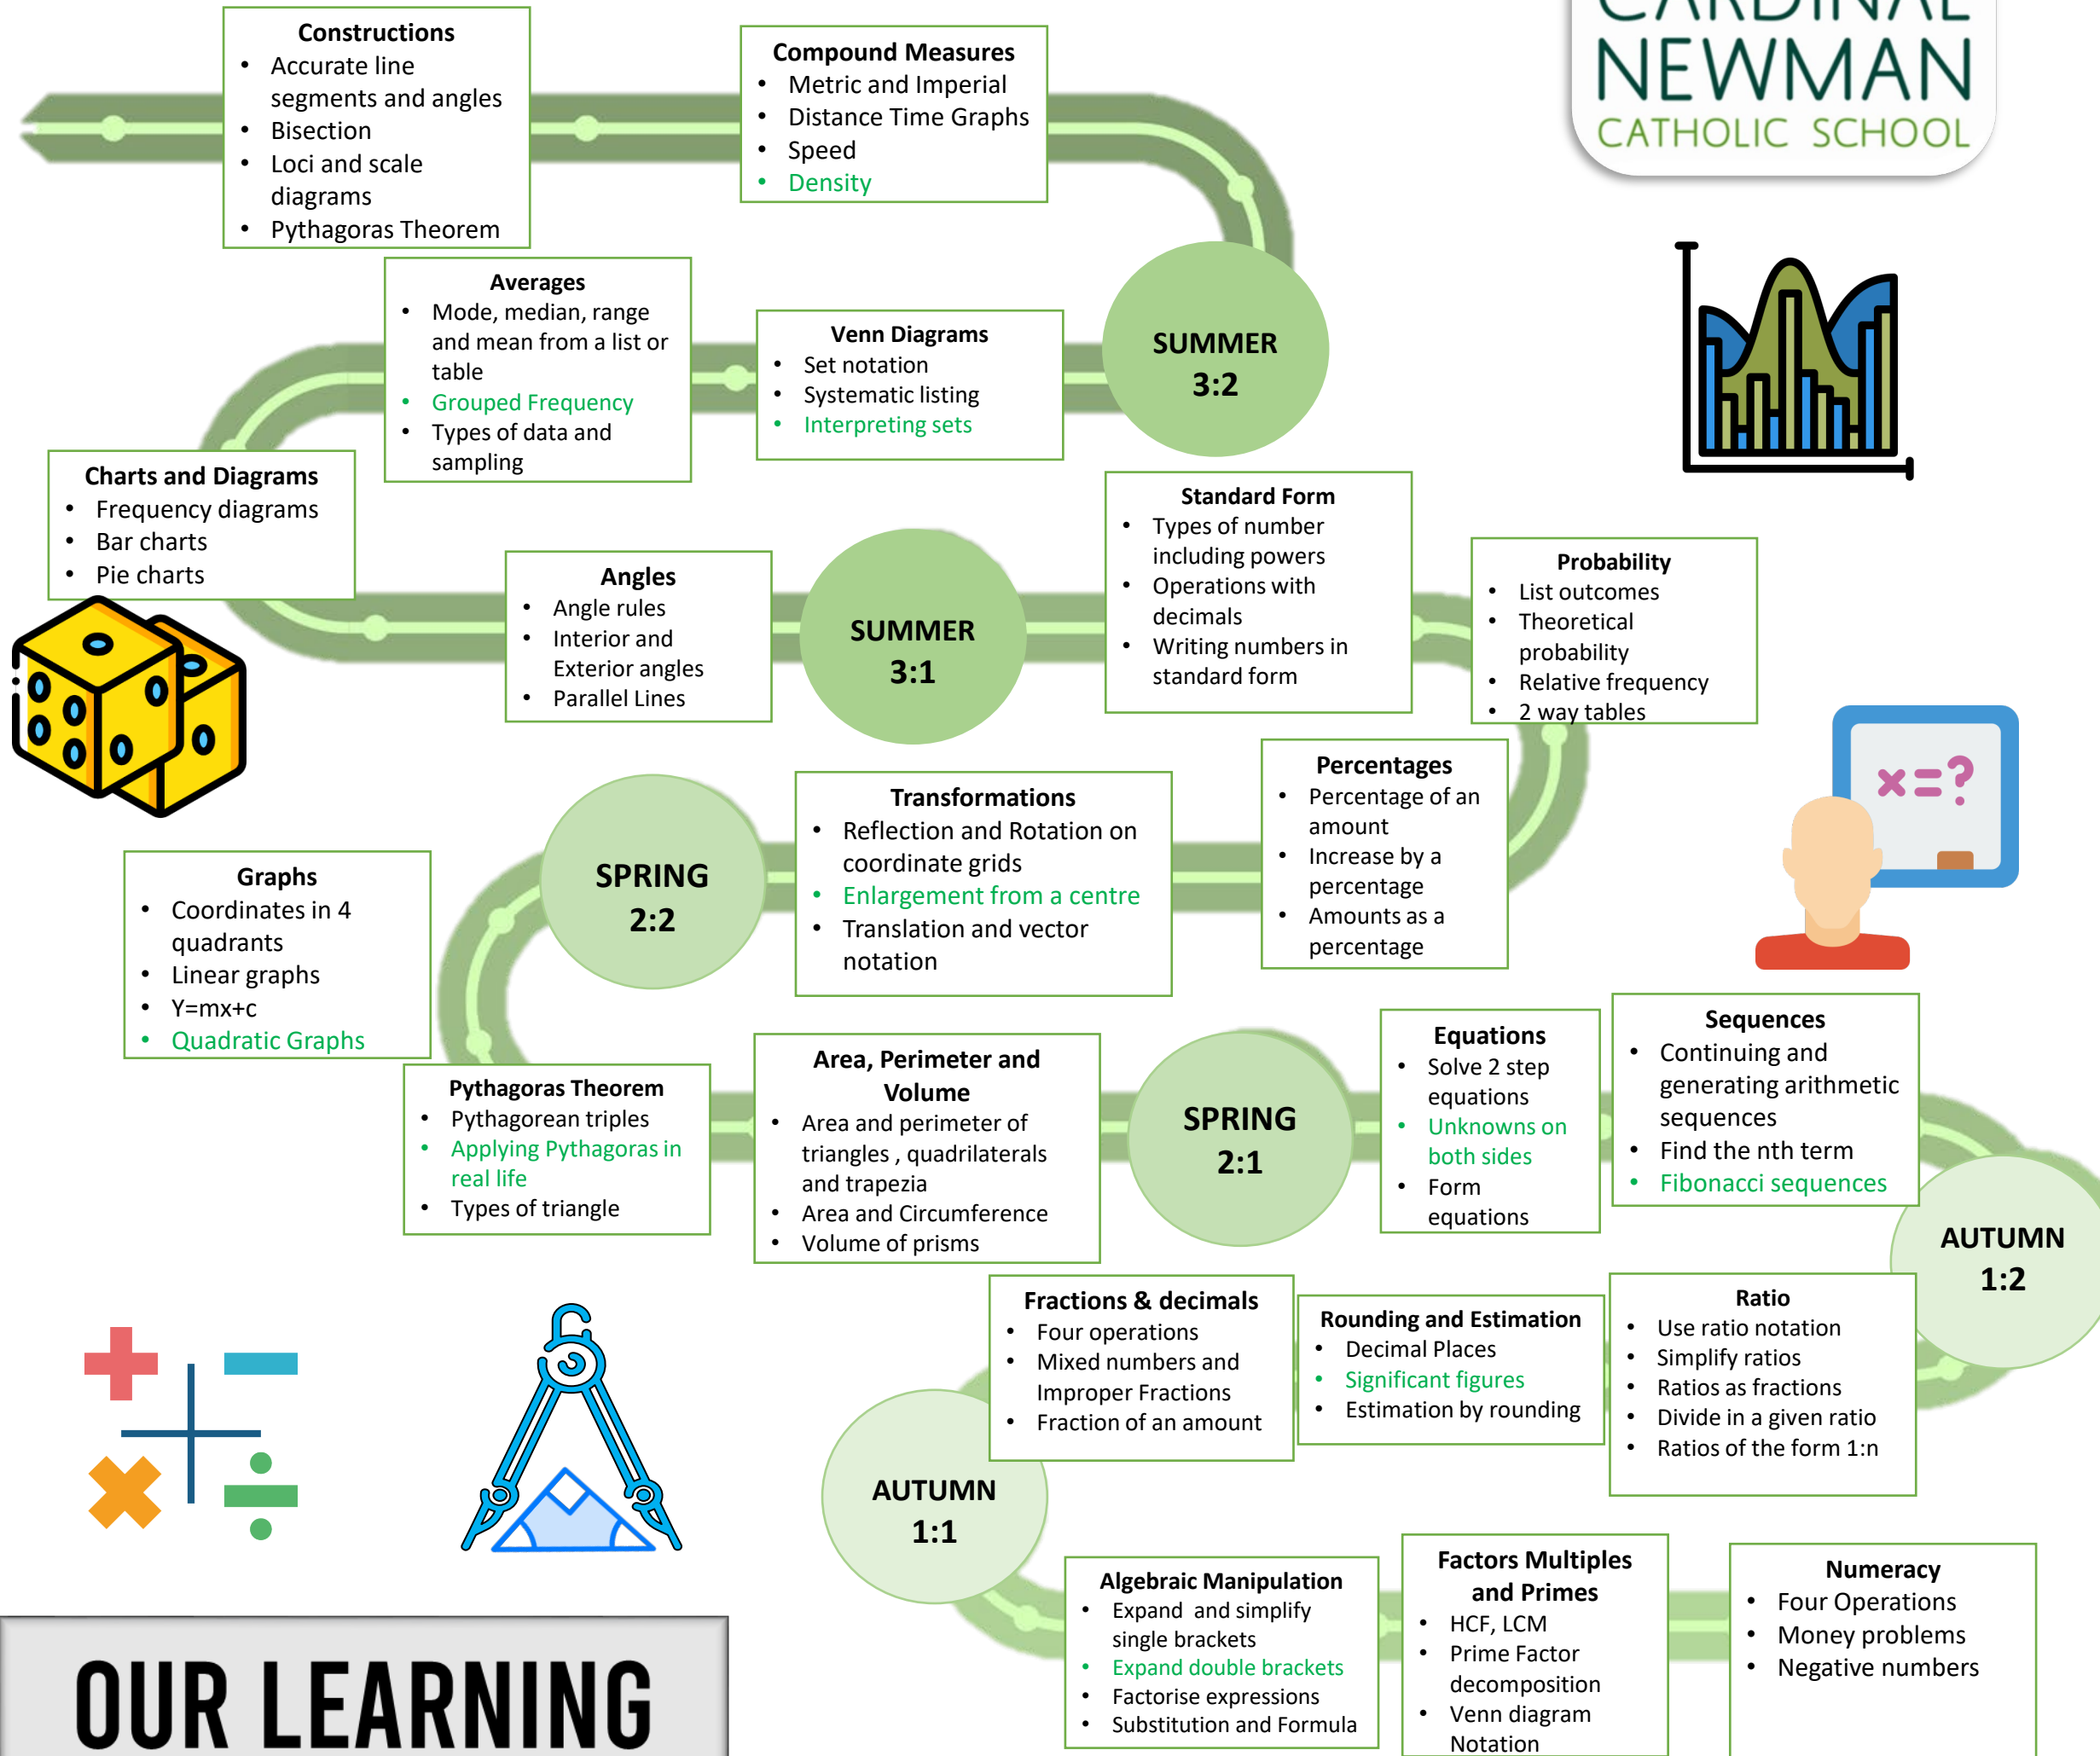 CARDINAL
NEWMAN
CATHOLIC SCHOOL
Constructions
• Accurate line
segments and angles
• Bisection
• Loci and scale
diagrams
• Pythagoras Theorem
Compound Measures
• Metric and Imperial
• Distance Time Graphs
• Speed
• Density
Averages
• Mode, median, range
and mean from a list or
table
• Grouped Frequency
• Types of data and
sampling
Venn Diagrams
• Set notation
• Systematic listing
• Interpreting sets
SUMMER
3:2
Charts and Diagrams
• Frequency diagrams
• Bar charts
• Pie charts
Angles
• Angle rules
• Interior and
Exterior angles
• Parallel Lines
SUMMER
3:1
Standard Form
• Types of number
including powers
• Operations with
decimals
• Writing numbers in
standard form
Probability
• List outcomes
• Theoretical
probability
• Relative frequency
• 2 way tables
x=?
Graphs
• Coordinates in 4
quadrants
• Linear graphs
• Y=mx+c
• Quadratic Graphs
SPRING
2:2
Transformations
• Reflection and Rotation on
coordinate grids
• Enlargement from a centre
• Translation and vector
notation
Percentages
• Percentage of an
amount
• Increase by a
percentage
• Amounts as a
percentage
Pythagoras Theorem
• Pythagorean triples
• Applying Pythagoras in
real life
• Types of triangle
Area, Perimeter and
Volume
• Area and perimeter of
triangles , quadrilaterals
and trapezia
• Area and Circumference
• Volume of prisms
SPRING
2:1
Equations
• Solve 2 step
equations
• Unknowns on
both sides
• Form
equations
Sequences
• Continuing and
generating arithmetic
sequences
• Find the nth term
• Fibonacci sequences
AUTUMN
1:2
Fractions & decimals
• Four operations
• Mixed numbers and
Improper Fractions
• Fraction of an amount
Rounding and Estimation
• Decimal Places
• Significant figures
• Estimation by rounding
Ratio
• Use ratio notation
• Simplify ratios
• Ratios as fractions
• Divide in a given ratio
• Ratios of the form 1:n
AUTUMN
1:1
Algebraic Manipulation
• Expand and simplify
single brackets
• Expand double brackets
• Factorise expressions
• Substitution and Formula
Factors Multiples
and Primes
• HCF, LCM
• Prime Factor
decomposition
• Venn diagram
Notation
Numeracy
• Four Operations
• Money problems
• Negative numbers
OUR LEARNING